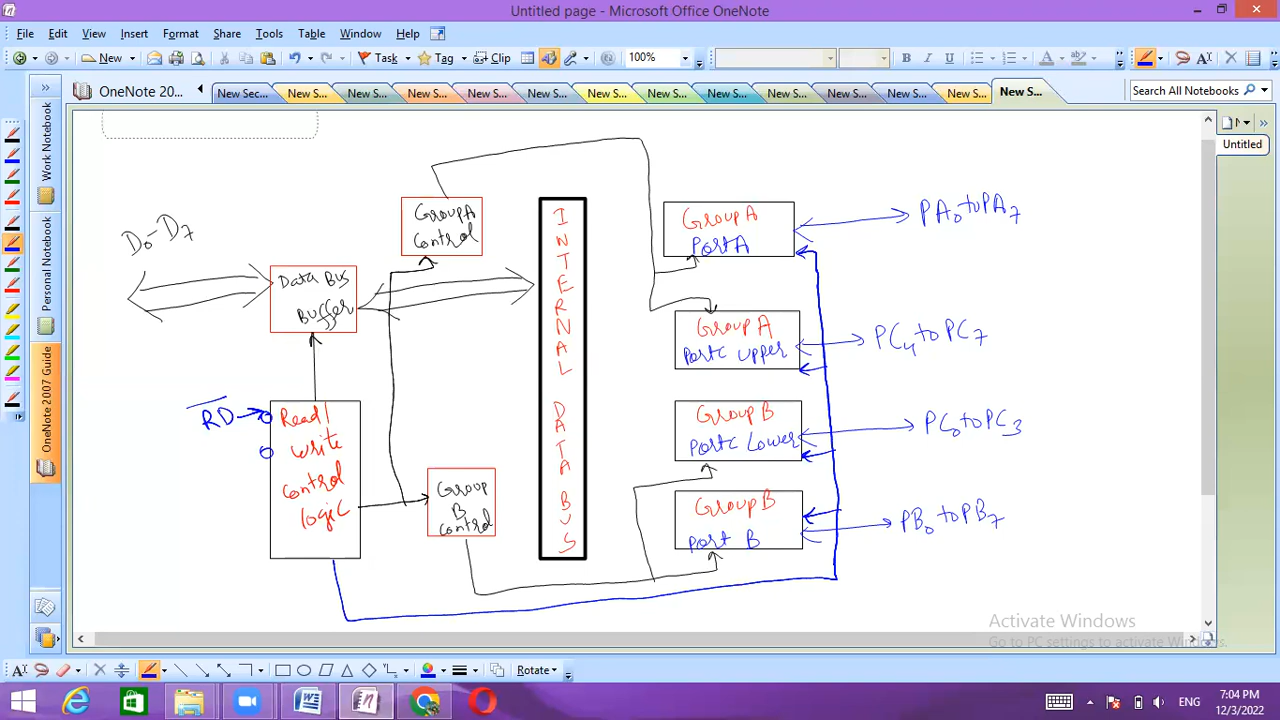 Untitled page - Microsoft Office OneNote
File Edit View Insert Format Share Tools Table Window Help
New Task Tag Clip 100%
OneNote 20... New Sec... New S... New S... New S... New S... New S... New S... New S... New S... New S... New S... New S... New S... New S... Search All Notebooks
Untitled
Work Notebook
Personal Notebook
OneNote 2007 Guide
D0-D7
Data Bus
Buffer
Group A
Control
RD
Read/
write
control
logic
Group
B
control
INTERNAL DATA BUS
Group A
Port A
PA0 to PA7
Group A
Port C Upper
PC4 to PC7
Group B
Port C Lower
PC0 to PC3
Group B
Port B
PB0 to PB7
Activate Windows
Go to PC settings to activate Windows.
Rotate
ENG
7:04 PM
12/3/2022